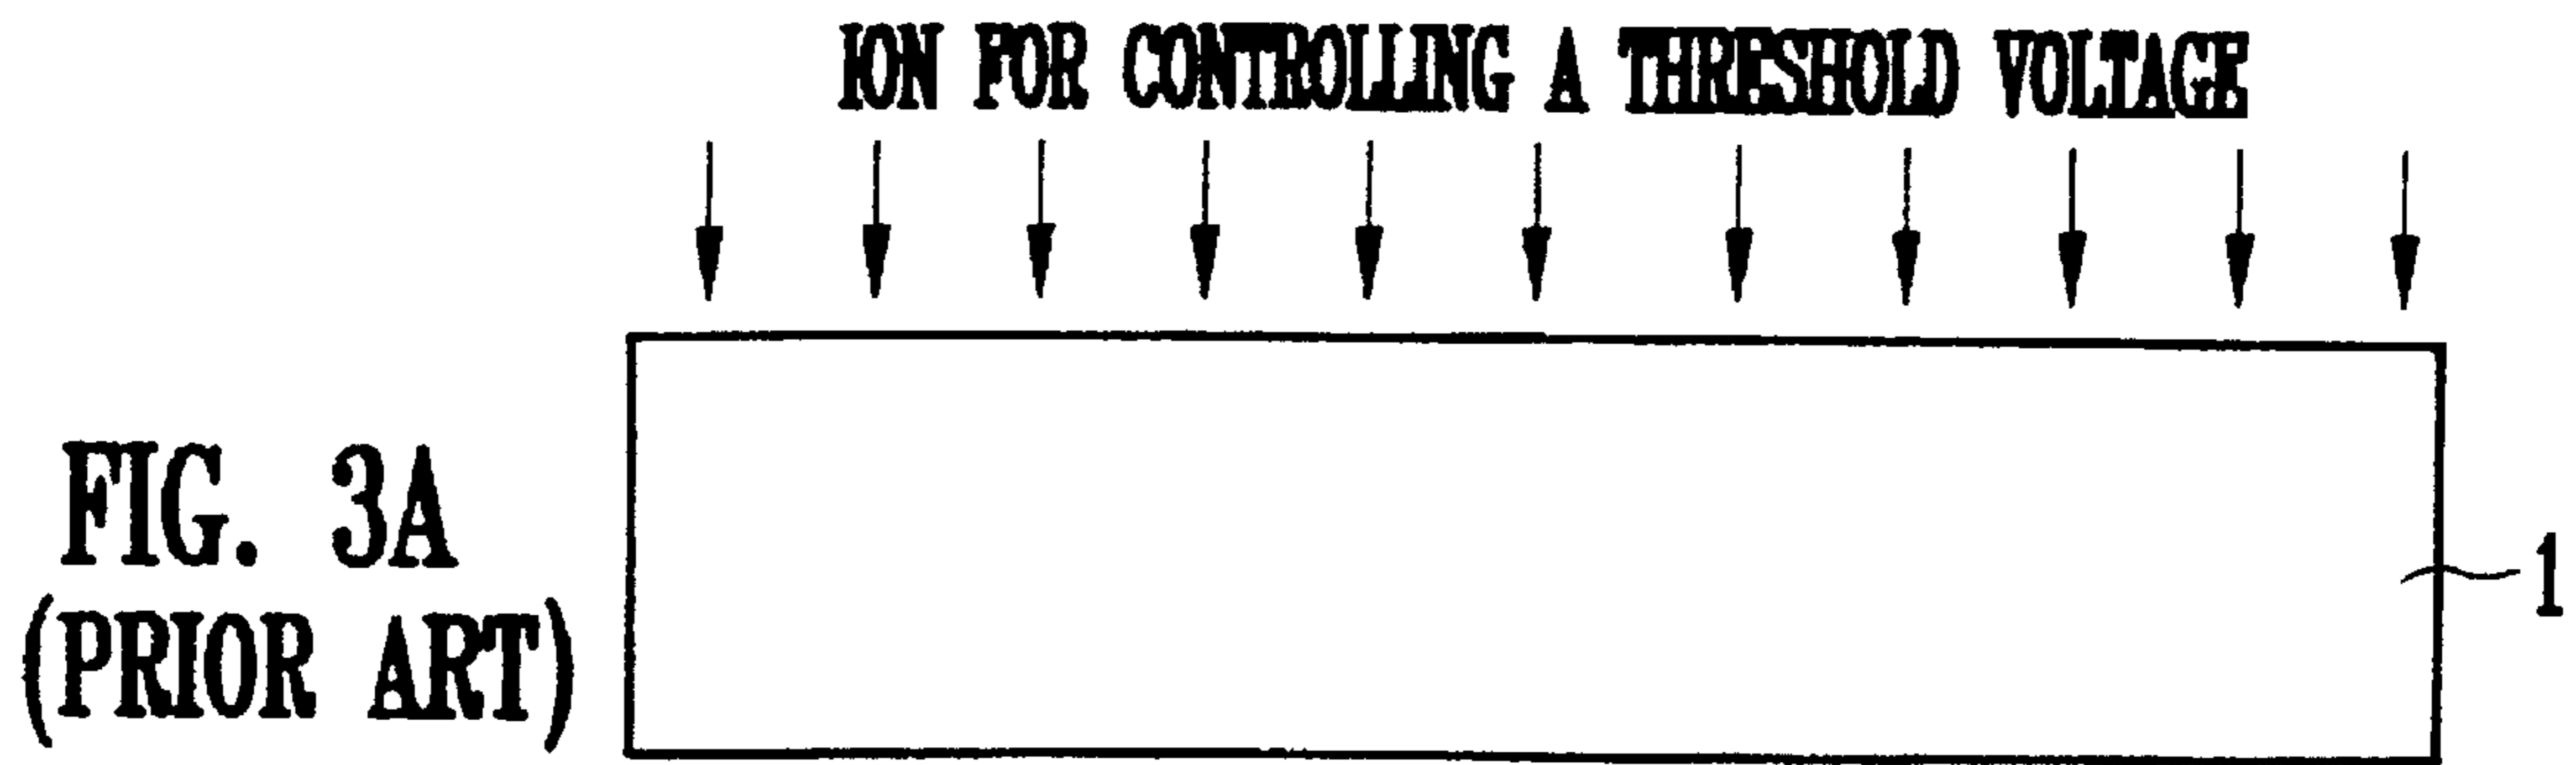 ION FOR CONTROLLING A THRESHOLD VOLTAGE
FIG. 3A
(PRIOR ART)
1